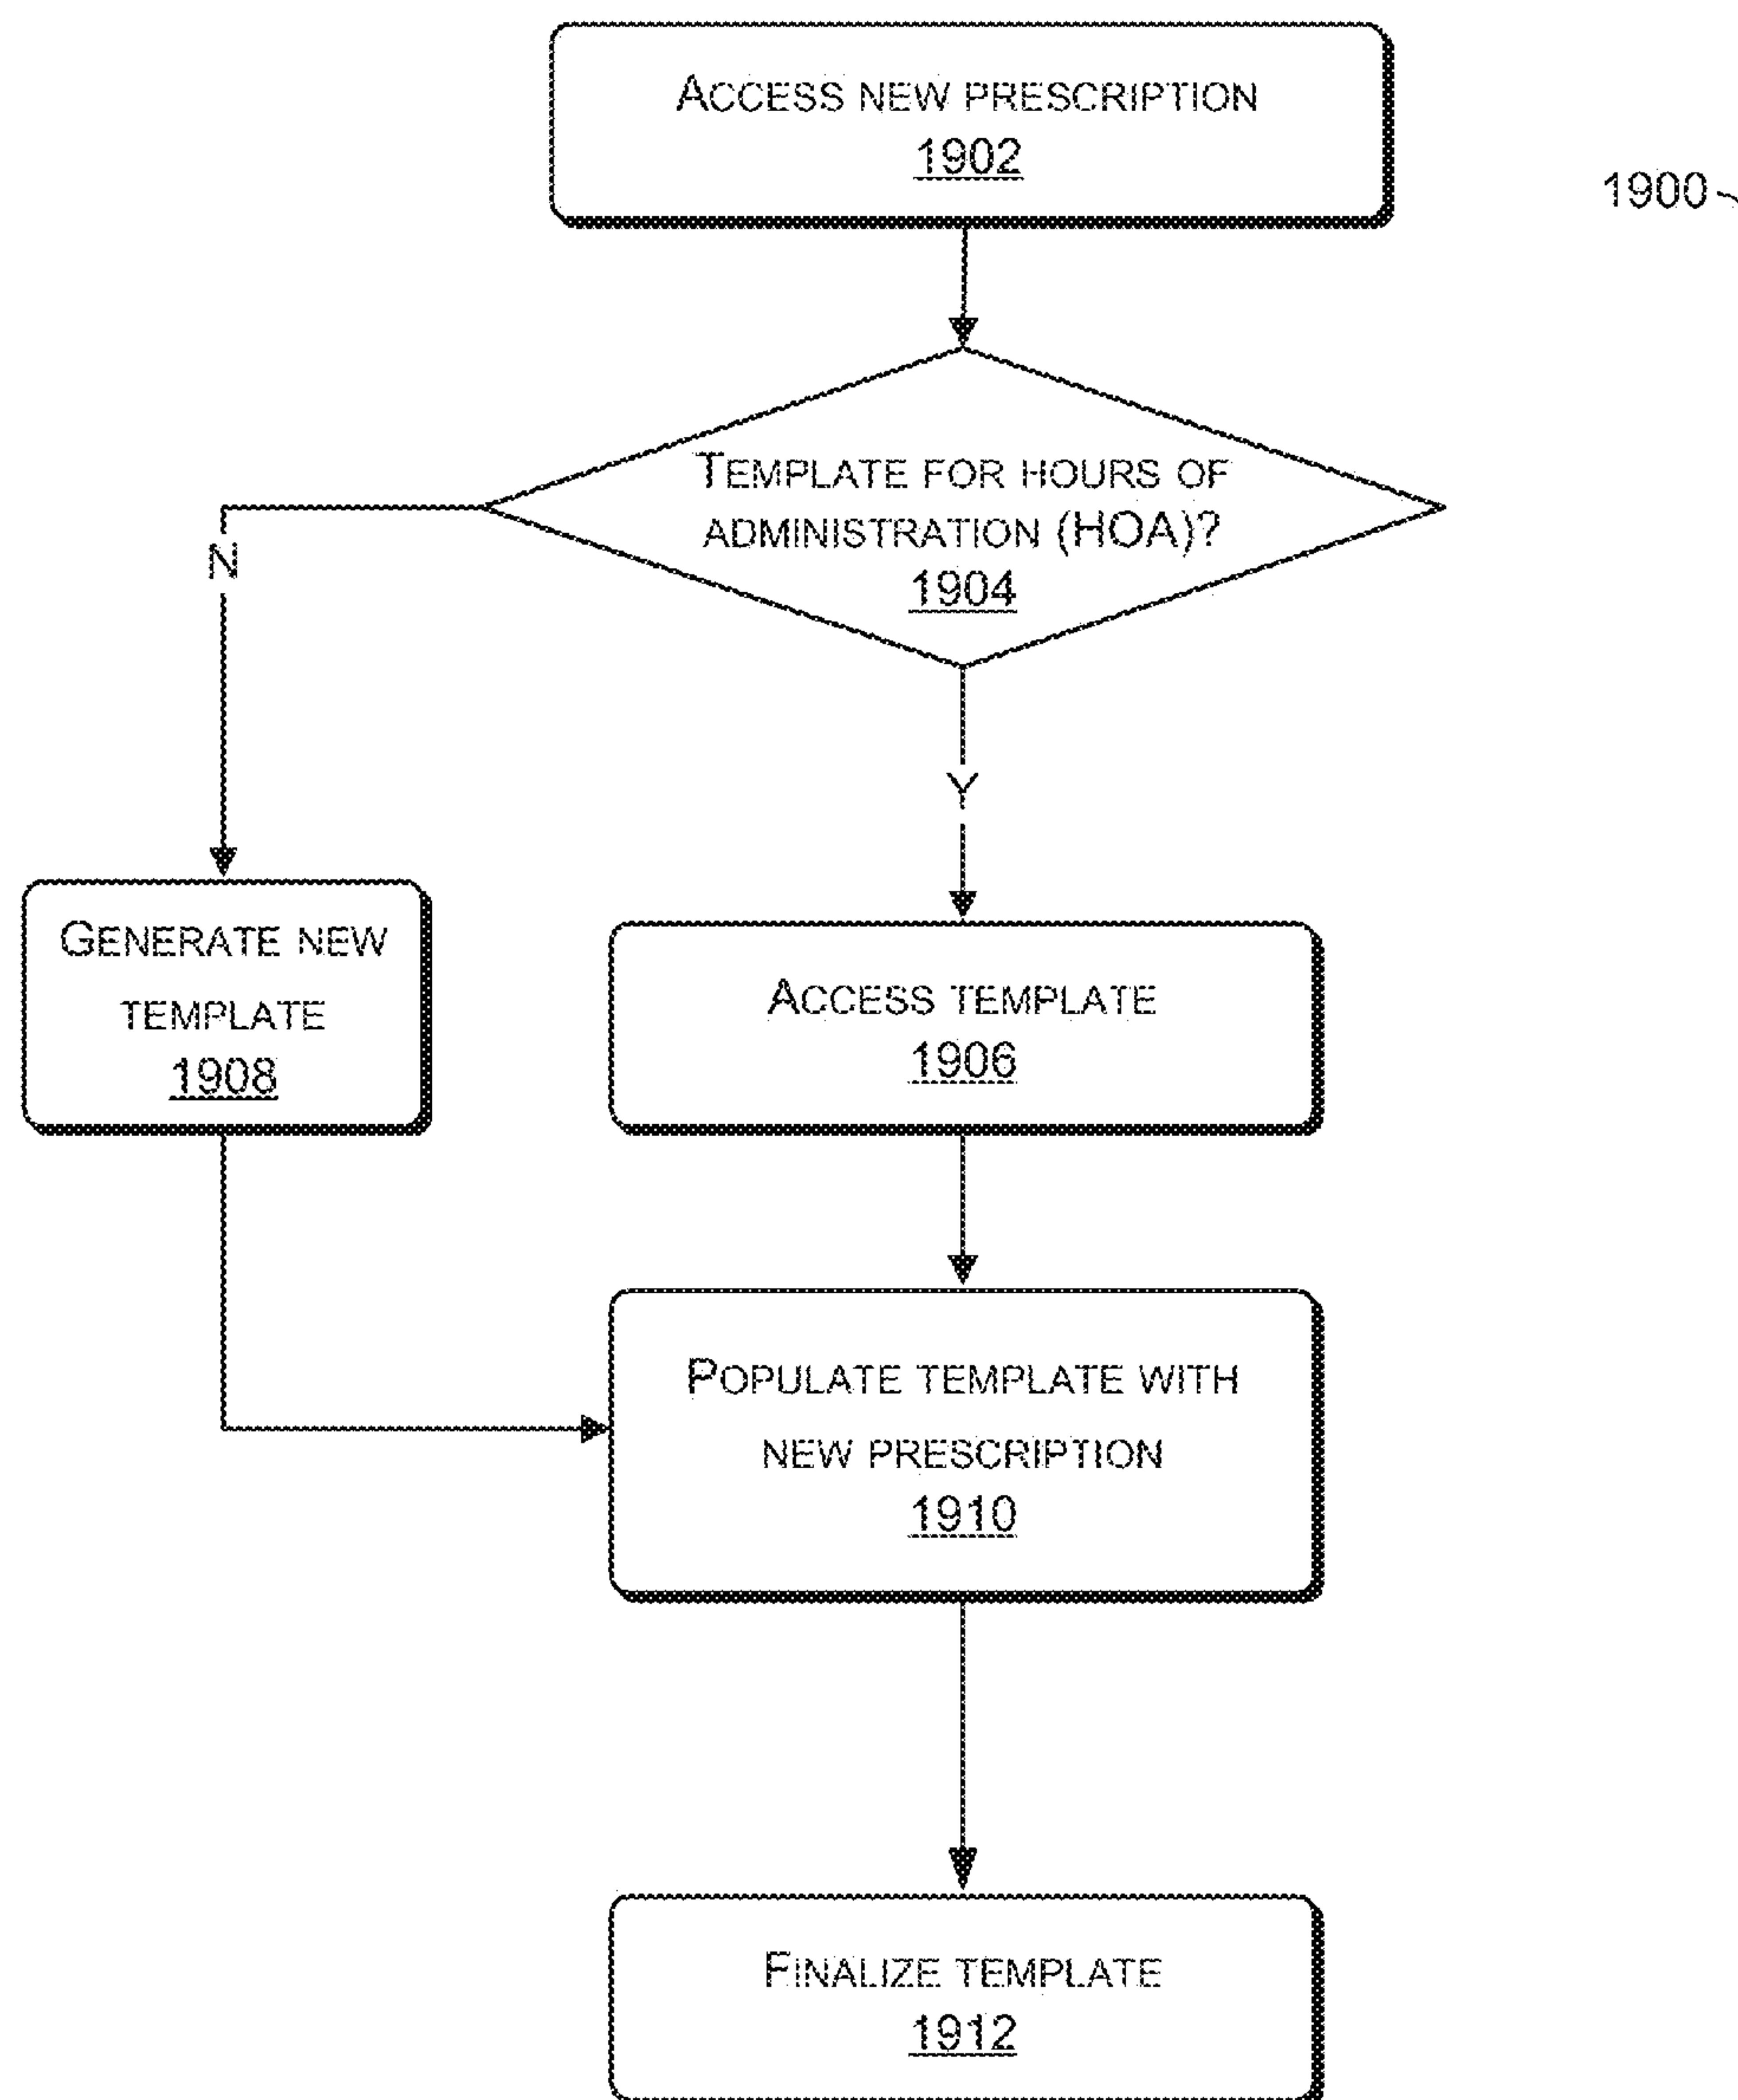 ACCESS NEW PRESCRIPTION
1902
1900
TEMPLATE FOR HOURS OF
ADMINISTRATION (HOA)?
1904
N
Y
GENERATE NEW
TEMPLATE
1908
ACCESS TEMPLATE
1906
POPULATE TEMPLATE WITH
NEW PRESCRIPTION
1910
FINALIZE TEMPLATE
1912